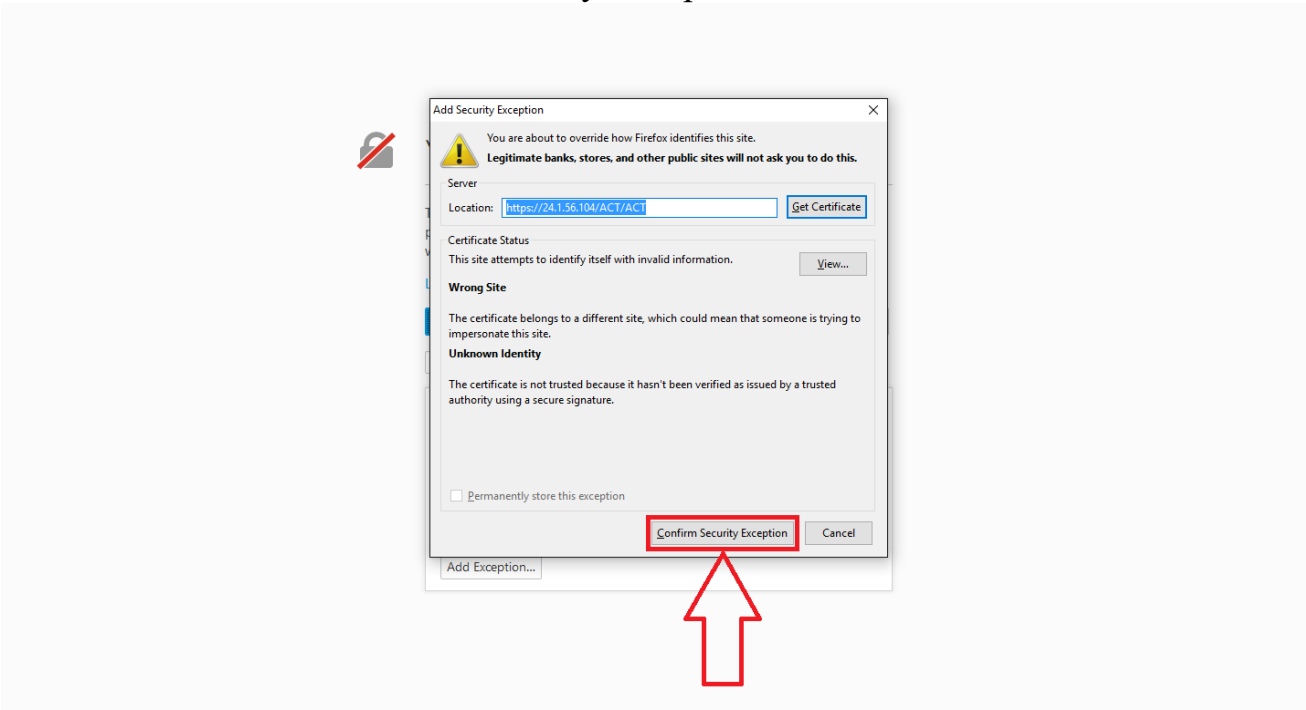 Add Security Exception
You are about to override how Firefox identifies this site.
Legitimate banks, stores, and other public sites will not ask you to do this.
Server
Location: https://24.1.56.104/ACT/ACT
Get Certificate
Certificate Status
This site attempts to identify itself with invalid information.
View...
Wrong Site
The certificate belongs to a different site, which could mean that someone is trying to
impersonate this site.
Unknown Identity
The certificate is not trusted because it hasn't been verified as issued by a trusted
authority using a secure signature.
Permanently store this exception
Confirm Security Exception
Cancel
Add Exception...